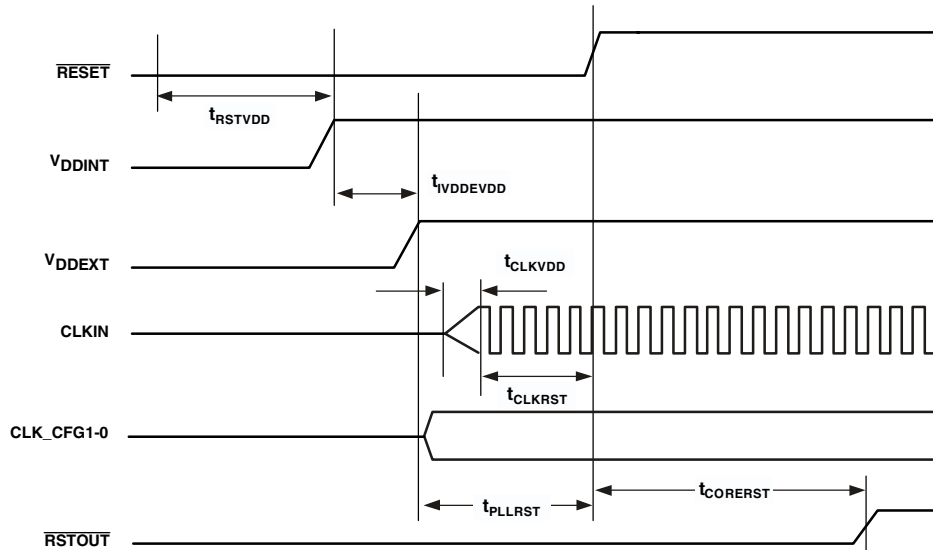 RESET
tRSTVDD
VDDINT
tIVDDEVDD
VDDEXT
tCLKVDD
CLKIN
tCLKRST
CLK_CFG1-0
tPLLRST
tCORERST
RSTOUT